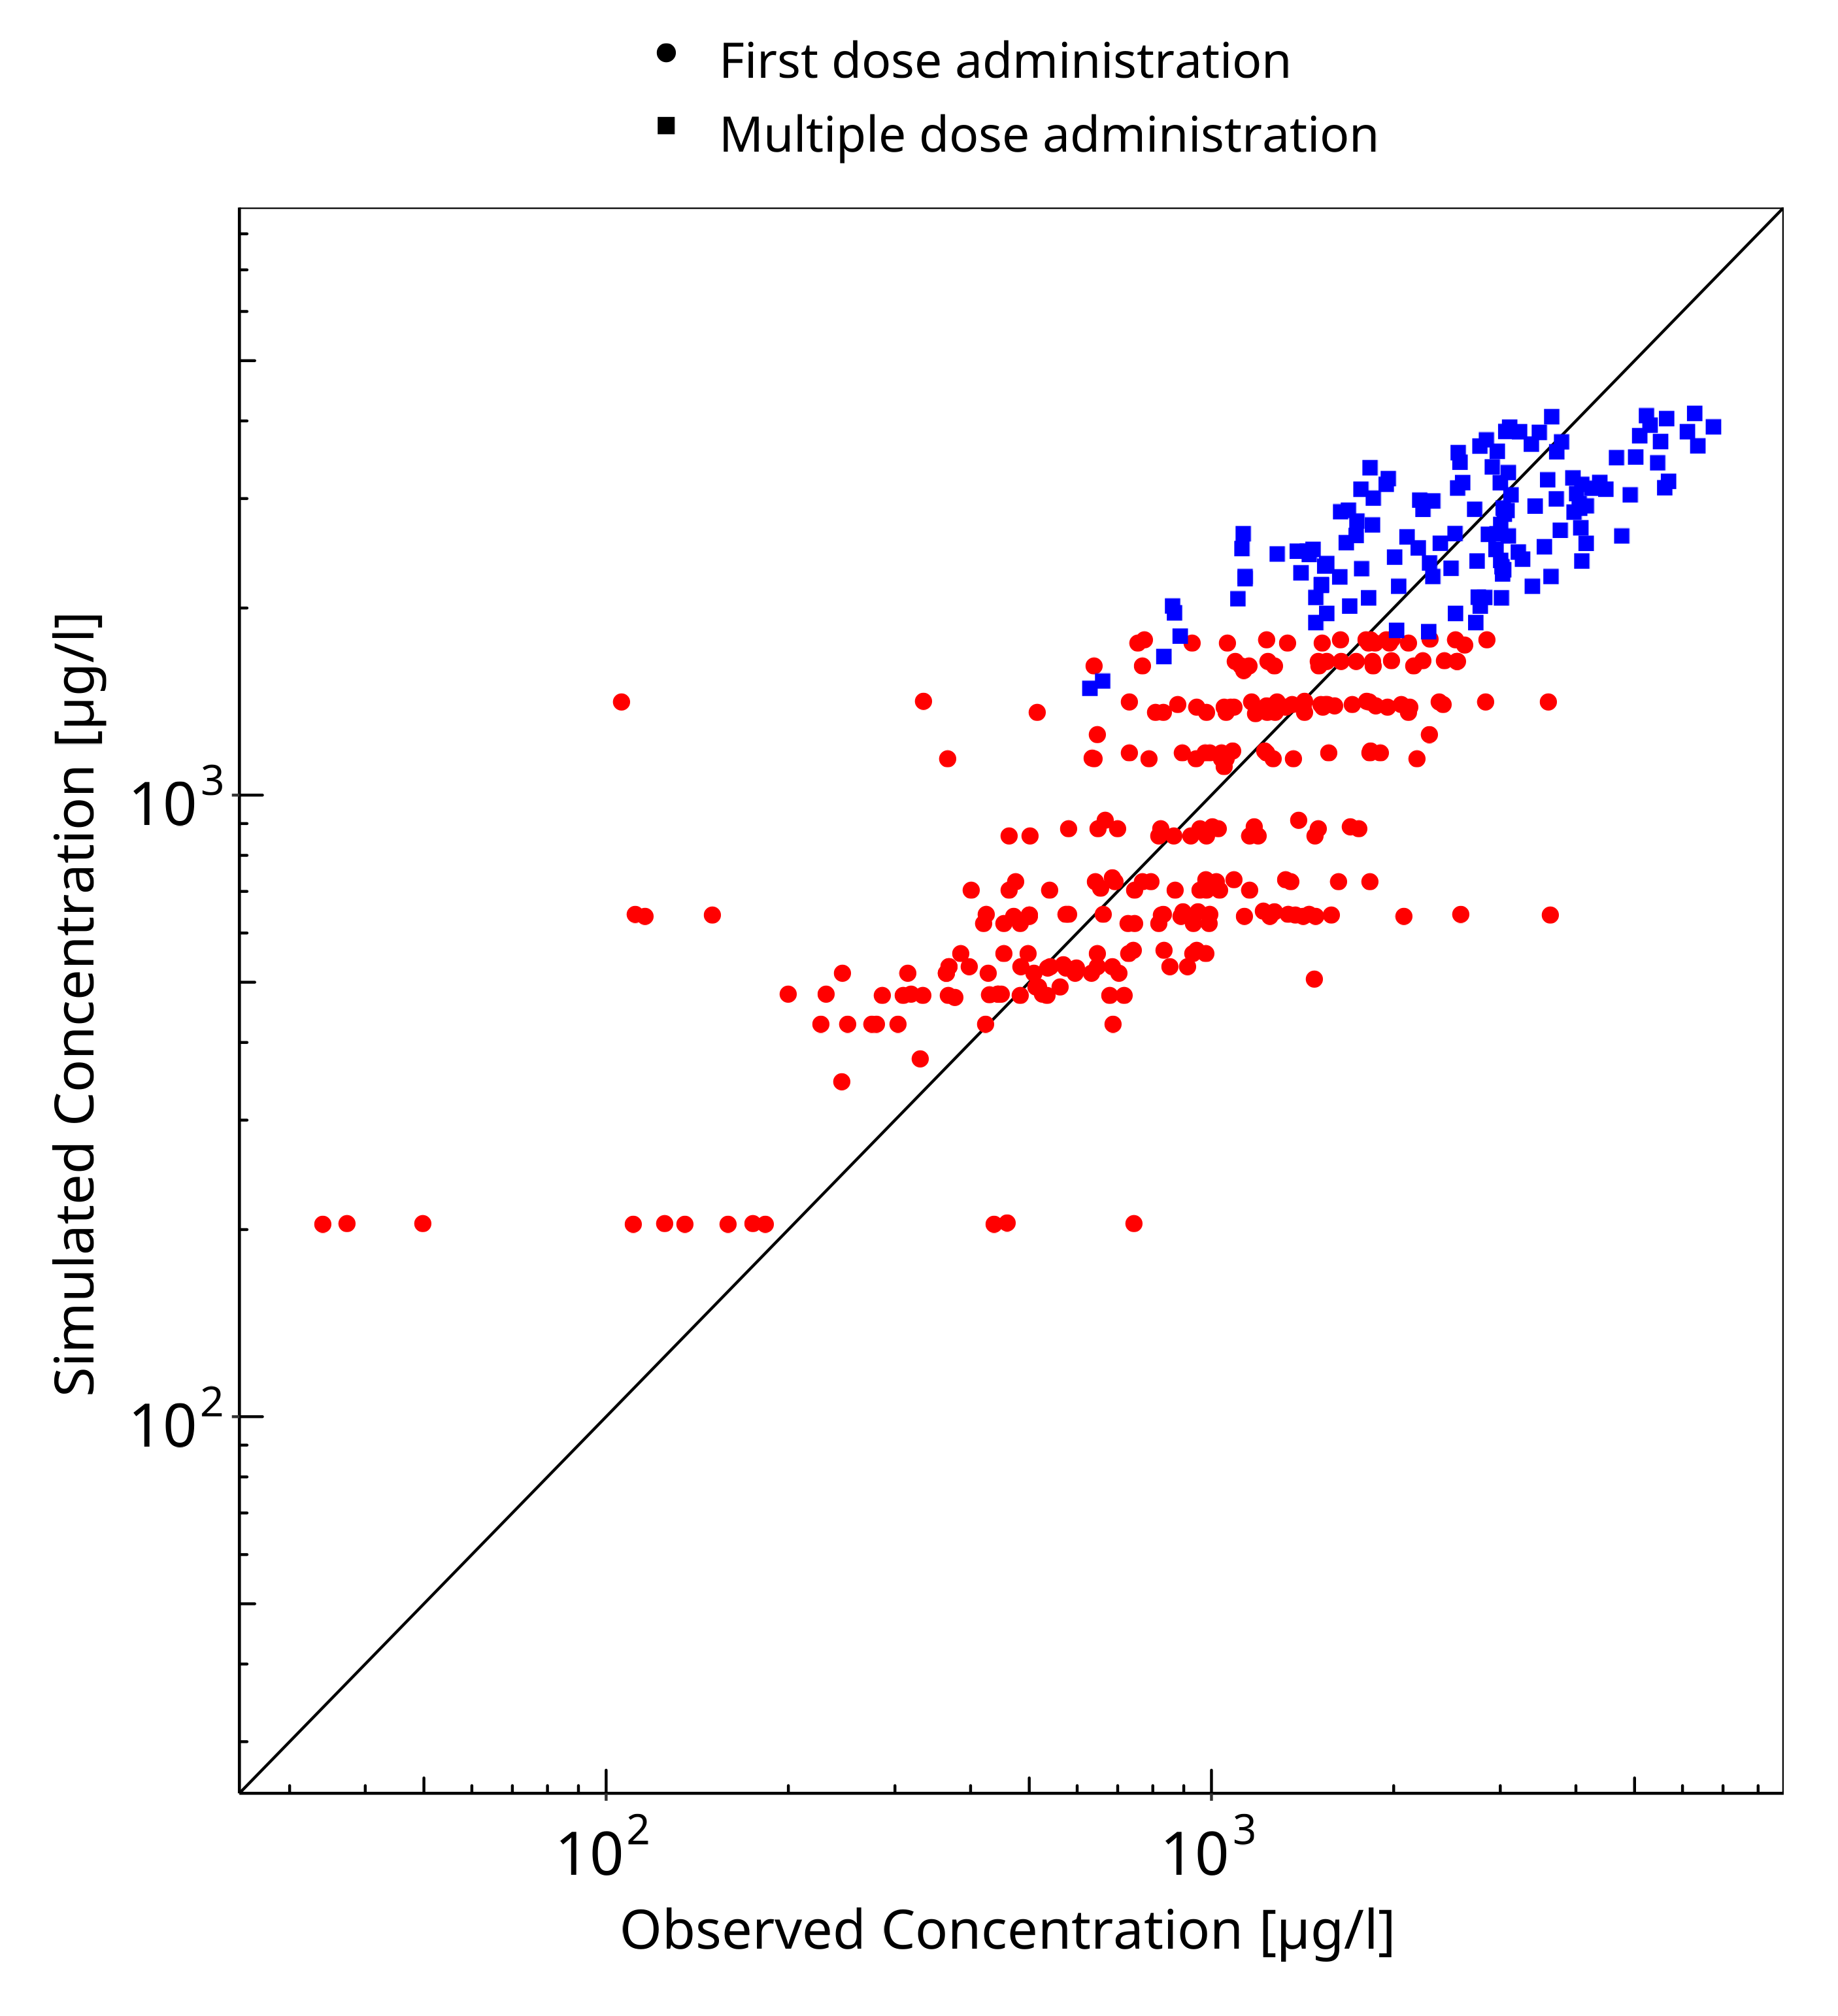 First dose administration
Multiple dose administration
Simulated Concentration [µg/l]
10³
10²
10² 10³
Observed Concentration [µg/l]